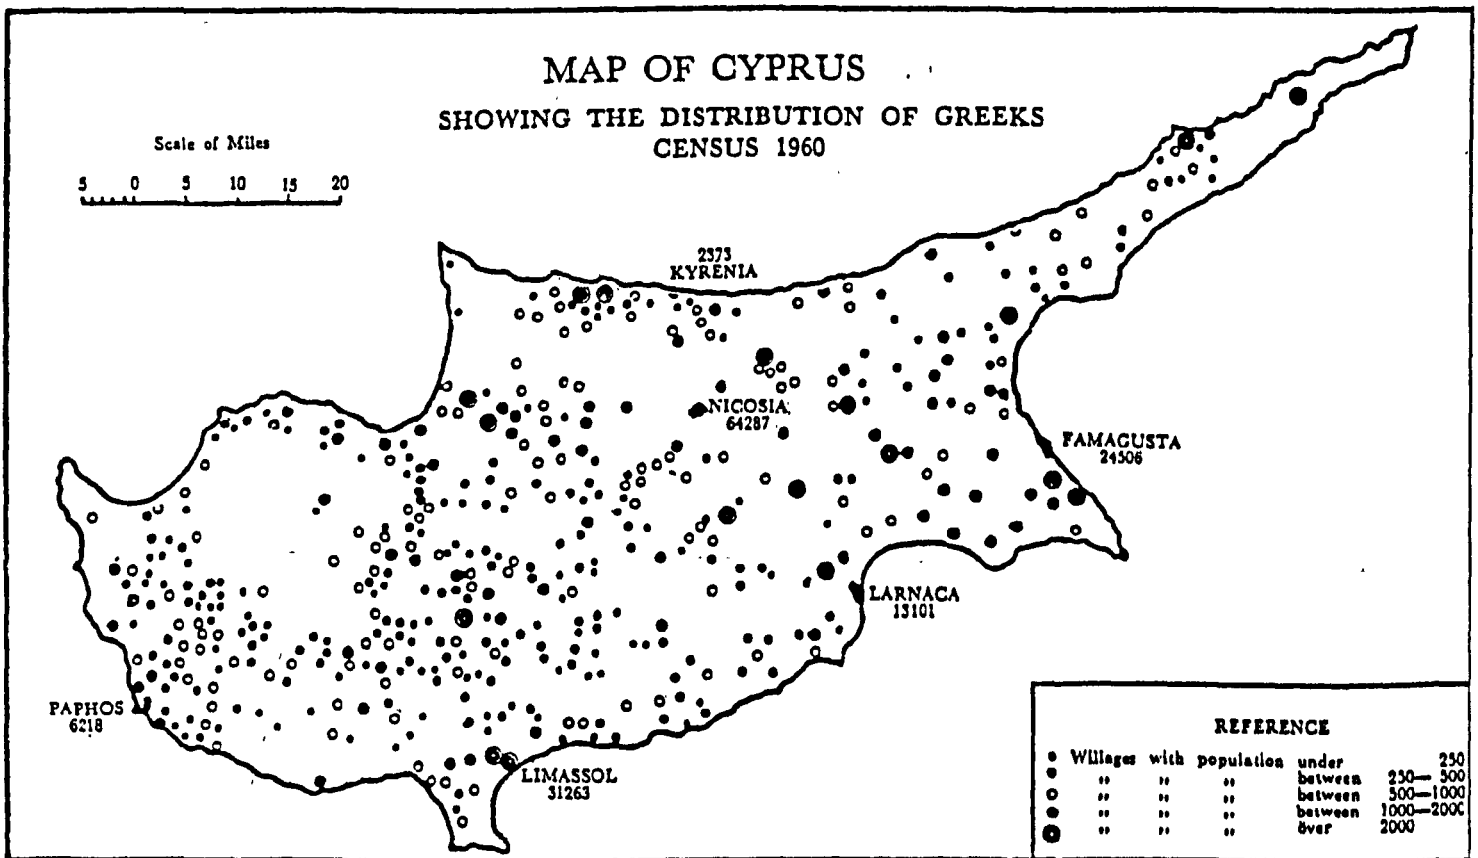 MAP OF CYPRUS
SHOWING THE DISTRIBUTION OF GREEKS
CENSUS 1960
Scale of Miles
5 0 5 10 15 20
2373
KYRENIA
NICOSIA
64287
FAMAGUSTA
24506
LARNACA
13101
PAPHOS
6218
LIMASSOL
31263
REFERENCE
Willages with population under 250
" " " between 250—500
" " " between 500—1000
" " " between 1000—2000
" " " över 2000